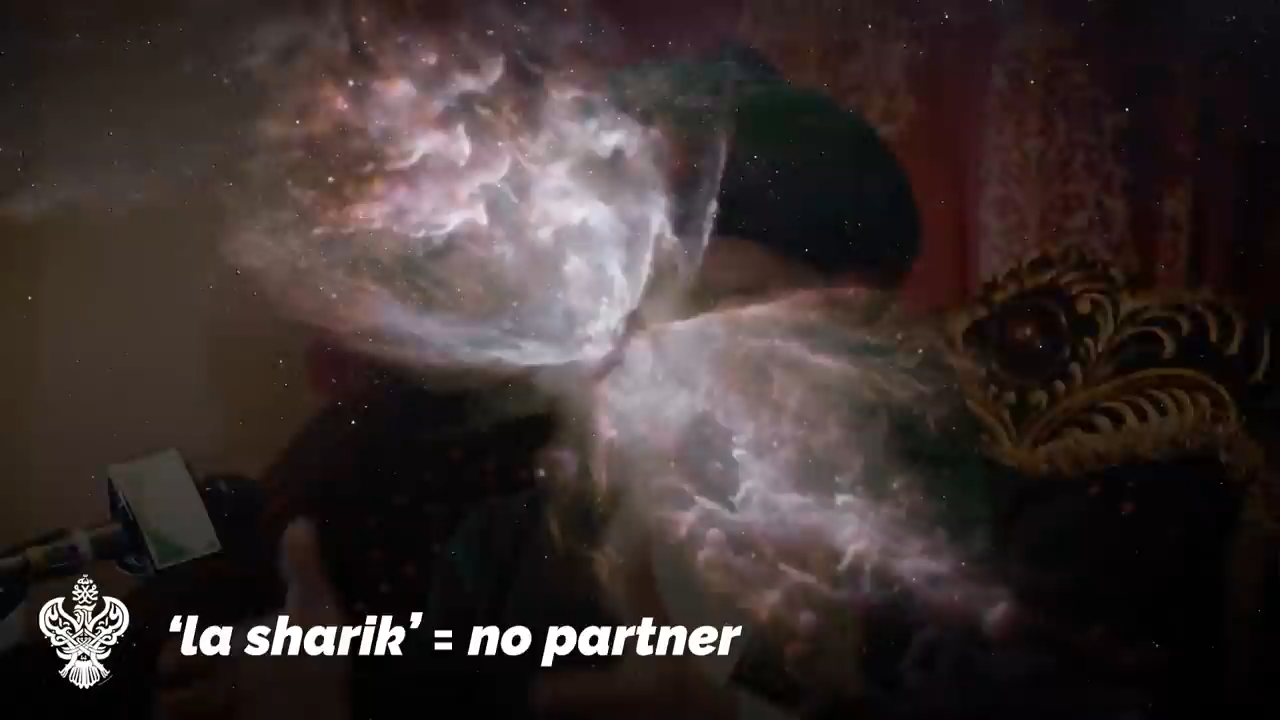 ‘la sharik’ = no partner